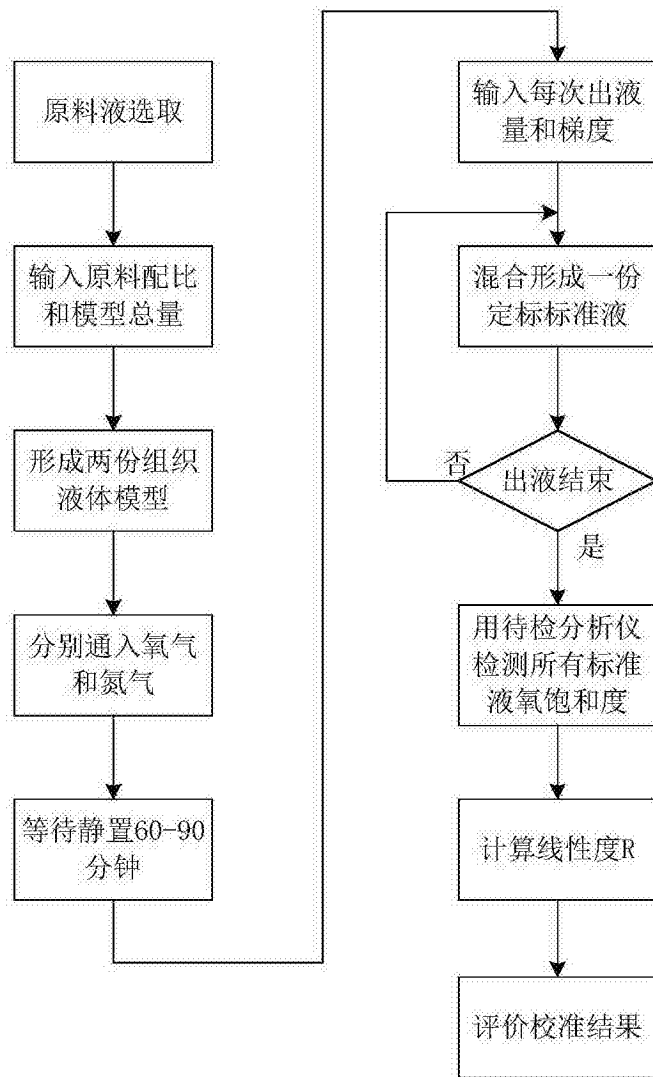 原料液选取
输入原料配比
和模型总量
形成两份组织
液体模型
分别通入氧气
和氮气
等待静置60-90
分钟
输入每次出液
量和梯度
混合形成一份
定标标准液
否
出液结束
是
用待检分析仪
检测所有标准
液氧饱和度
计算线性度R
评价校准结果